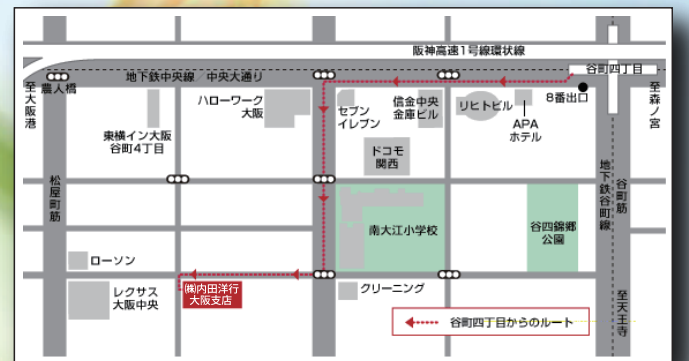 阪神高速1号線環状線
谷町四丁目
地下鉄中央線／中央大通り
至大阪港
農人橋
ハローワーク
大阪
セブン
イレブン
信金中央
金庫ビル
リヒトビル
8番出口
APA
ホテル
至森ノ宮
東横イン大阪
谷町4丁目
ドコモ
関西
松屋町筋
地下鉄谷町線
谷町筋
南大江小学校
谷四錦郷
公園
ローソン
レクサス
大阪中央
㈱内田洋行
大阪支店
クリーニング
至天王寺
谷町四丁目からのルート